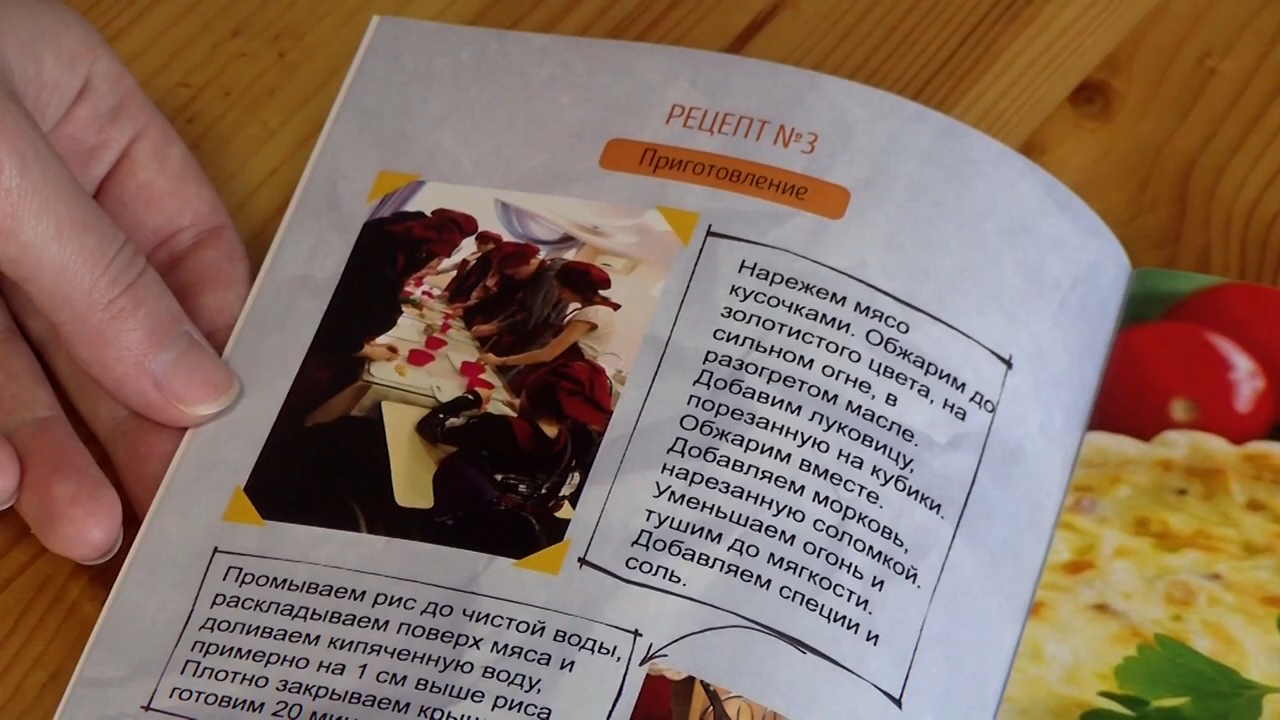 РЕЦЕПТ №3
Приготовление
Нарежем мясо
кусочками. Обжарим до
золотистого цвета, на
сильном огне, в
разогретом масле.
Добавим луковицу,
порезанную на кубики.
Обжарим вместе.
Добавляем морковь,
нарезанную соломкой.
Уменьшаем огонь и
тушим до мягкости.
Добавляем специи и
соль.
Промываем рис до чистой воды,
раскладываем поверх мяса и
доливаем кипяченную воду,
примерно на 1 см выше риса
Плотно закрываем
готовим 20